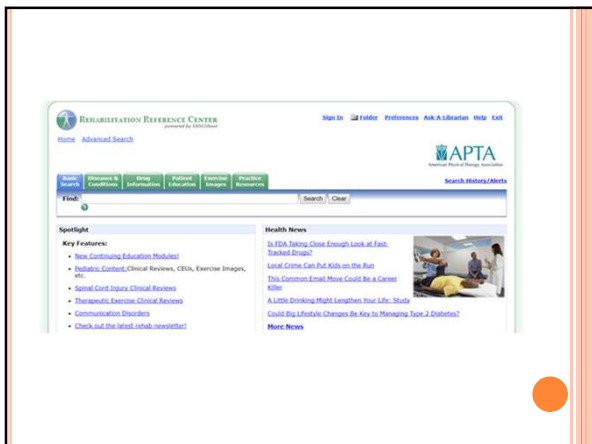 REHABILITATION REFERENCE CENTER
powered by EBSCOhost
Sign In Folder Preferences Ask-A-Librarian Help Exit
Home Advanced Search
APTA
American Physical Therapy Association
Basic Search
Diseases & Conditions
Drug Information
Patient Education
Exercise Images
Practice Resources
Search History/Alerts
Find: Search Clear
Spotlight
Key Features:
• New Continuing Education Modules!
• Pediatric Content:Clinical Reviews, CEUs, Exercise Images,
etc.
• Spinal Cord Injury Clinical Reviews
• Therapeutic Exercise Clinical Reviews
• Communication Disorders
• Check out the latest rehab newsletter!
Health News
Is FDA Taking Close Enough Look at Fast-
Tracked Drugs?
Local Crime Can Put Kids on the Run
This Common Email Move Could Be a Career
Killer
A Little Drinking Might Lengthen Your Life: Study
Could Big Lifestyle Changes Be Key to Managing Type 2 Diabetes?
More News